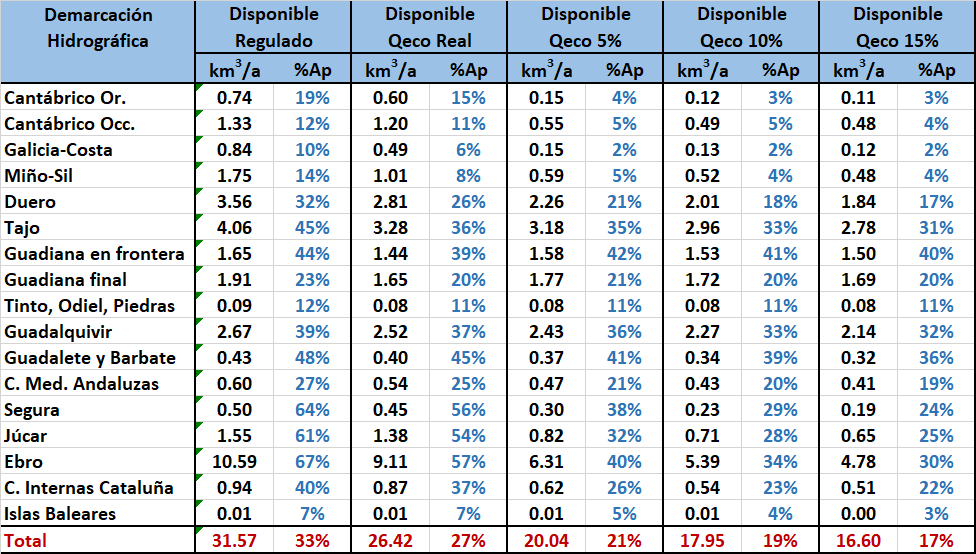 Demarcación Hidrográfica | Disponible Regulado | Disponible Qeco Real | Disponible Qeco 5% | Disponible Qeco 10% | Disponible Qeco 15%
km³/a %Ap km³/a %Ap km³/a %Ap km³/a %Ap km³/a %Ap
Cantábrico Or. 0.74 19% 0.60 15% 0.15 4% 0.12 3% 0.11 3%
Cantábrico Occ. 1.33 12% 1.20 11% 0.55 5% 0.49 5% 0.48 4%
Galicia-Costa 0.84 10% 0.49 6% 0.15 2% 0.13 2% 0.12 2%
Miño-Sil 1.75 14% 1.01 8% 0.59 5% 0.52 4% 0.48 4%
Duero 3.56 32% 2.81 26% 2.26 21% 2.01 18% 1.84 17%
Tajo 4.06 45% 3.28 36% 3.18 35% 2.96 33% 2.78 31%
Guadiana en frontera 1.65 44% 1.44 39% 1.58 42% 1.53 41% 1.50 40%
Guadiana final 1.91 23% 1.65 20% 1.77 21% 1.72 20% 1.69 20%
Tinto, Odiel, Piedras 0.09 12% 0.08 11% 0.08 11% 0.08 11% 0.08 11%
Guadalquivir 2.67 39% 2.52 37% 2.43 36% 2.27 33% 2.14 32%
Guadalete y Barbate 0.43 48% 0.40 45% 0.37 41% 0.34 39% 0.32 36%
C. Med. Andaluzas 0.60 27% 0.54 25% 0.47 21% 0.43 20% 0.41 19%
Segura 0.50 64% 0.45 56% 0.30 38% 0.23 29% 0.19 24%
Júcar 1.55 61% 1.38 54% 0.82 32% 0.71 28% 0.65 25%
Ebro 10.59 67% 9.11 57% 6.31 40% 5.39 34% 4.78 30%
C. Internas Cataluña 0.94 40% 0.87 37% 0.62 26% 0.54 23% 0.51 22%
Islas Baleares 0.01 7% 0.01 7% 0.01 5% 0.01 4% 0.00 3%
Total 31.57 33% 26.42 27% 20.04 21% 17.95 19% 16.60 17%